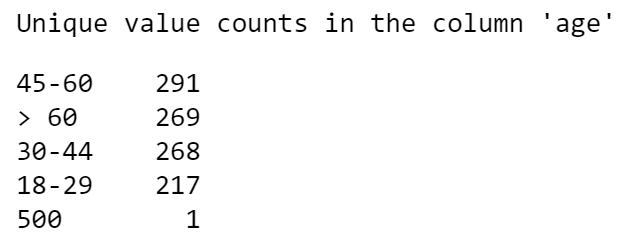 Unique value counts in the column 'age'
45-60 291
> 60 269
30-44 268
18-29 217
500 1